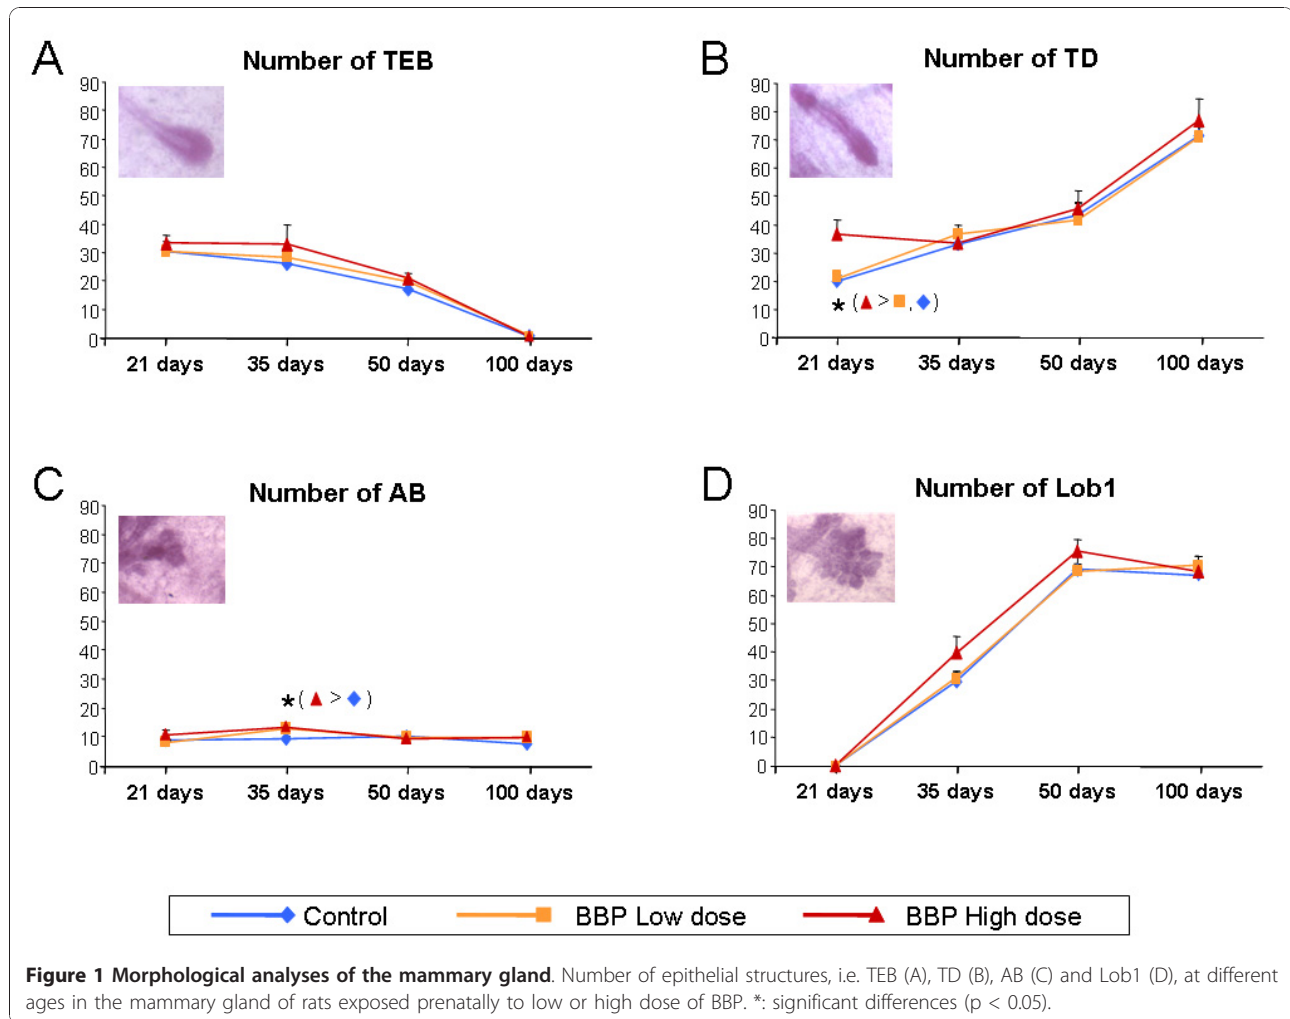 A
Number of TEB
90
80
70
60
50
40
30
20
10
0
21 days 35 days 50 days 100 days
B
Number of TD
90
80
70
60
50
40
30
20
10
0
* ( > , )
21 days 35 days 50 days 100 days
C
Number of AB
90
80
70
60
50
40
30
20
10
0
* ( > )
21 days 35 days 50 days 100 days
D
Number of Lob1
90
80
70
60
50
40
30
20
10
0
21 days 35 days 50 days 100 days
Control BBP Low dose BBP High dose
Figure 1 Morphological analyses of the mammary gland. Number of epithelial structures, i.e. TEB (A), TD (B), AB (C) and Lob1 (D), at different
ages in the mammary gland of rats exposed prenatally to low or high dose of BBP. *: significant differences (p < 0.05).